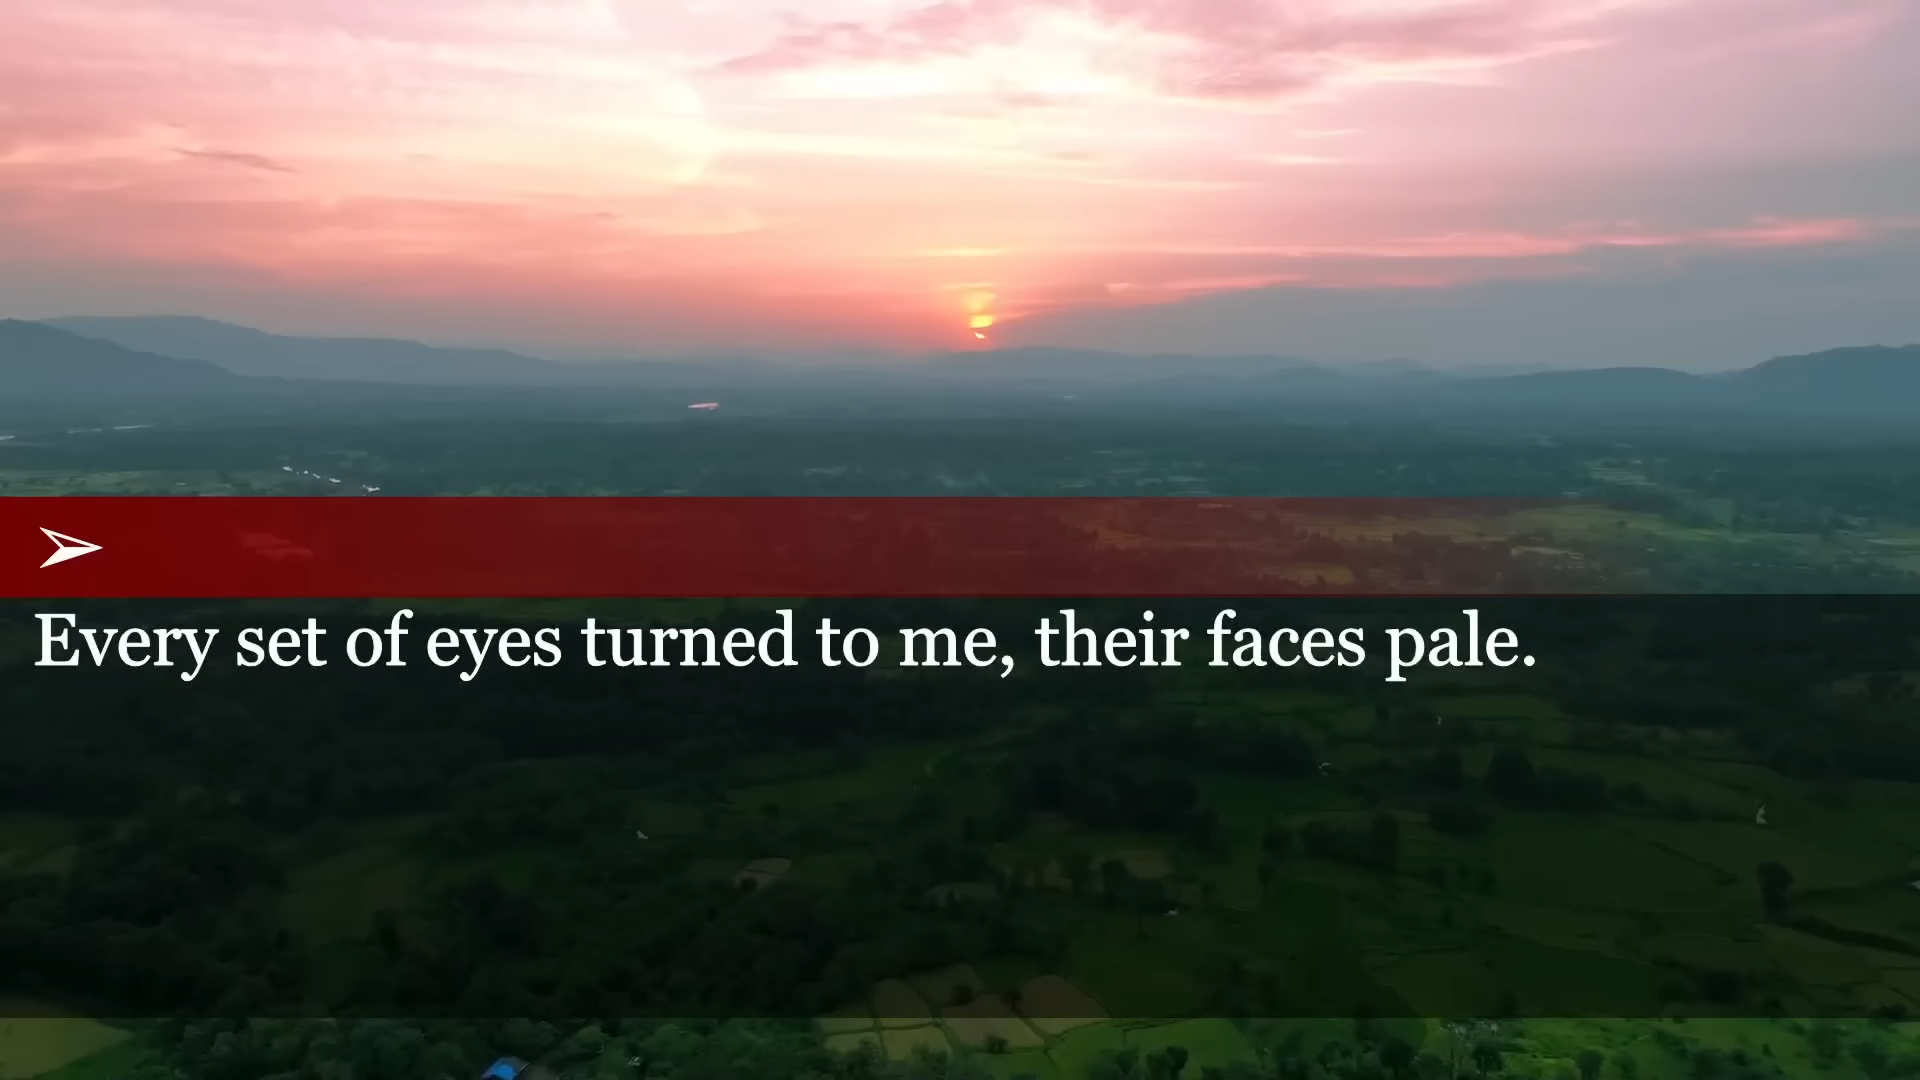 Every set of eyes turned to me, their faces pale.